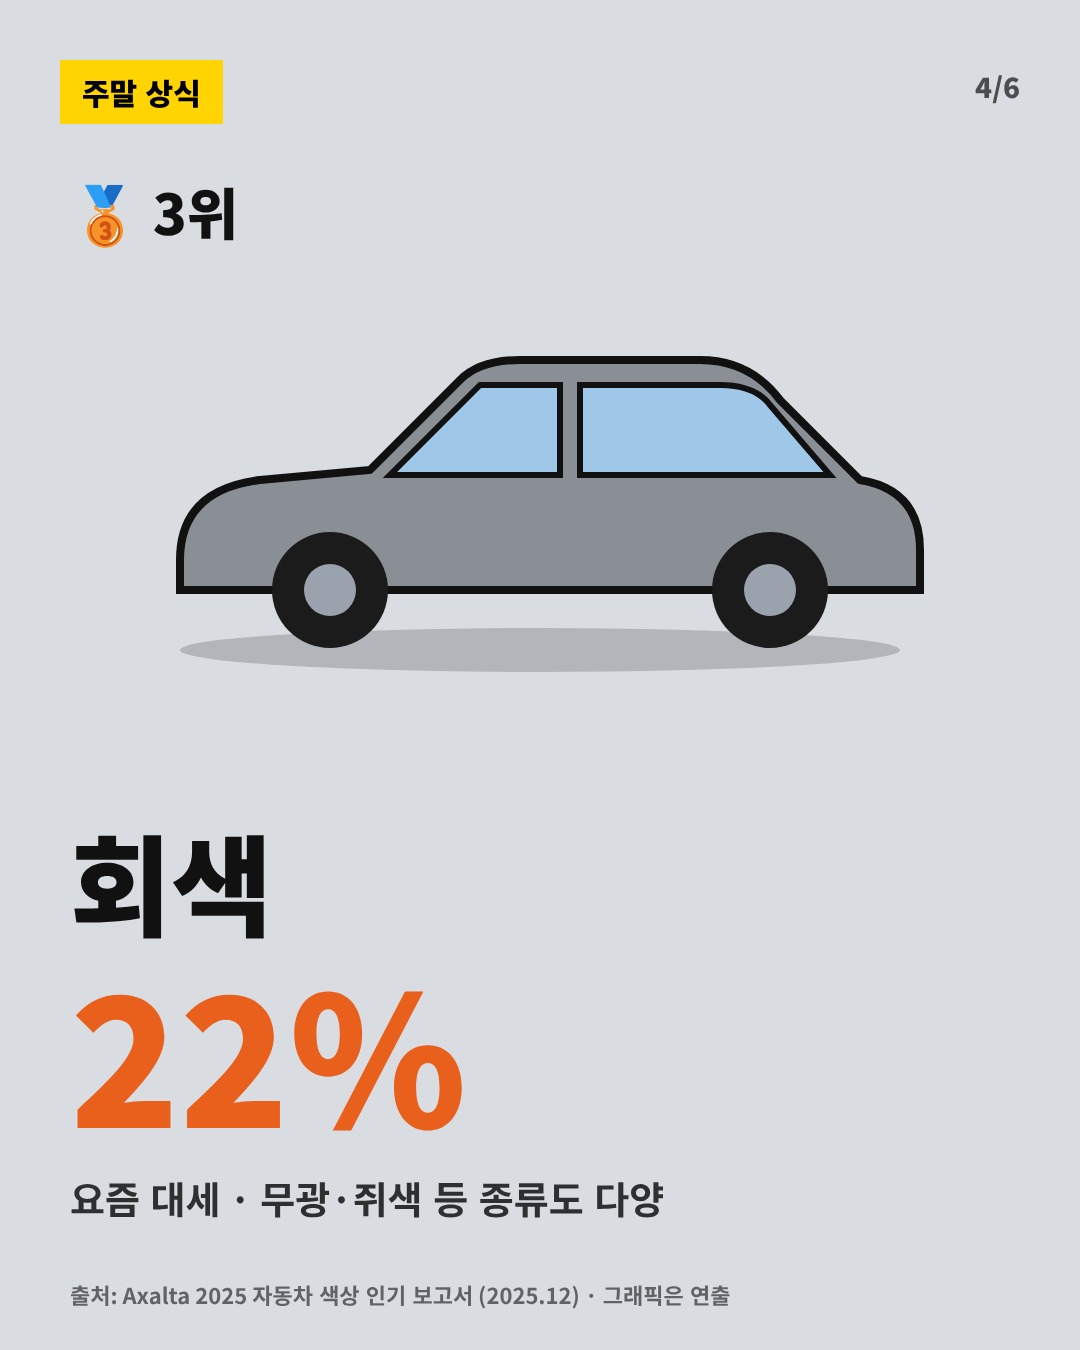 주말 상식
4/6
🥉 3위
회색
22%
요즘 대세 · 무광·쥐색 등 종류도 다양
출처: Axalta 2025 자동차 색상 인기 보고서 (2025.12) · 그래픽은 연출